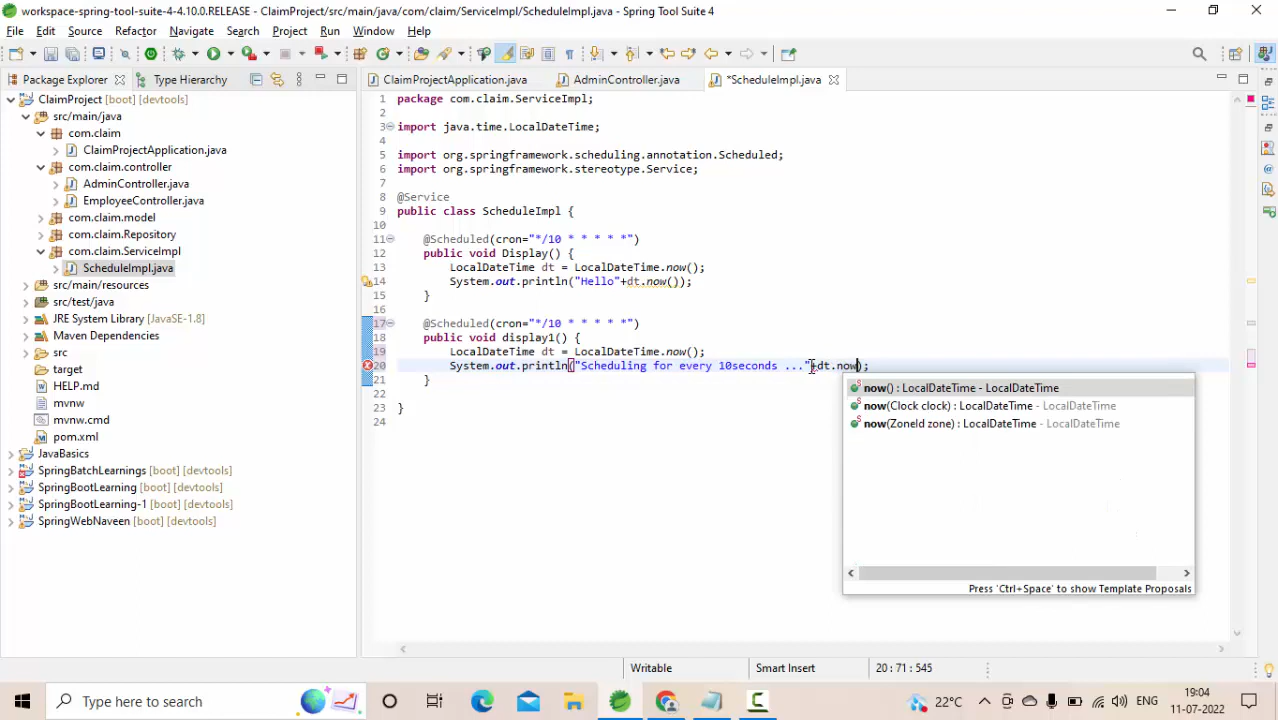 workspace-spring-tool-suite-4-4.10.0.RELEASE - ClaimProject/src/main/java/com/claim/ServiceImpl/ScheduleImpl.java - Spring Tool Suite 4
File Edit Source Refactor Navigate Search Project Run Window Help
Package Explorer Type Hierarchy
ClaimProjectApplication.java AdminController.java *ScheduleImpl.java
ClaimProject [boot] [devtools]
src/main/java
com.claim
ClaimProjectApplication.java
com.claim.controller
AdminController.java
EmployeeController.java
com.claim.model
com.claim.Repository
com.claim.ServiceImpl
ScheduleImpl.java
src/main/resources
src/test/java
JRE System Library [JavaSE-1.8]
Maven Dependencies
src
target
HELP.md
mvnw
mvnw.cmd
pom.xml
JavaBasics
SpringBatchLearnings [boot] [devtools]
SpringBootLearning [boot] [devtools]
SpringBootLearning-1 [boot] [devtools]
SpringWebNaveen [boot] [devtools]
1 package com.claim.ServiceImpl;
2
3 import java.time.LocalDateTime;
4
5 import org.springframework.scheduling.annotation.Scheduled;
6 import org.springframework.stereotype.Service;
7
8 @Service
9 public class ScheduleImpl {
10
11 @Scheduled(cron="*/10 * * * * *")
12 public void Display() {
13 LocalDateTime dt = LocalDateTime.now();
14 System.out.println("Hello"+dt.now());
15 }
16
17 @Scheduled(cron="*/10 * * * * *")
18 public void display1() {
19 LocalDateTime dt = LocalDateTime.now();
20 System.out.println("Scheduling for every 10seconds ..."+dt.now);
21 }
22
23 }
24
now() : LocalDateTime - LocalDateTime
now(Clock clock) : LocalDateTime - LocalDateTime
now(ZoneId zone) : LocalDateTime - LocalDateTime
Press 'Ctrl+Space' to show Template Proposals
Writable Smart Insert 20 : 71 : 545
Type here to search
22°C ENG 19:04
11-07-2022